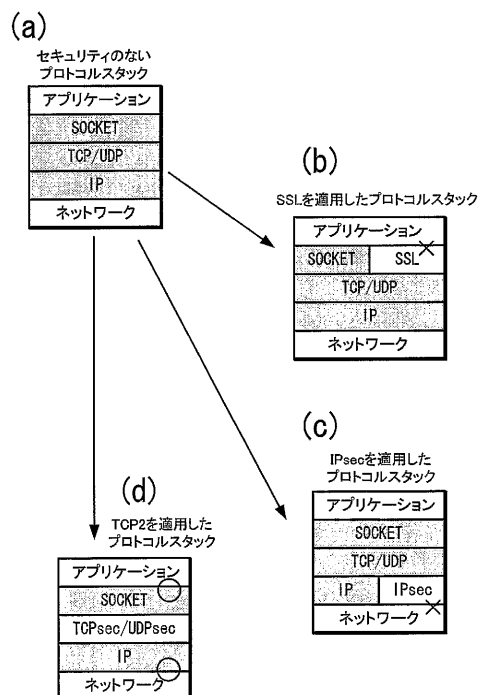 (a)
セキュリティのない
プロトコルスタック
アプリケーション
SOCKET
TCP/UDP
IP
ネットワーク
(b)
SSLを適用したプロトコルスタック
アプリケーション
SOCKET SSL
TCP/UDP
IP
ネットワーク
(c)
IPsecを適用した
プロトコルスタック
アプリケーション
SOCKET
TCP/UDP
IP IPsec
ネットワーク
(d)
TCP2を適用した
プロトコルスタック
アプリケーション
SOCKET
TCPsec/UDPsec
IP
ネットワーク